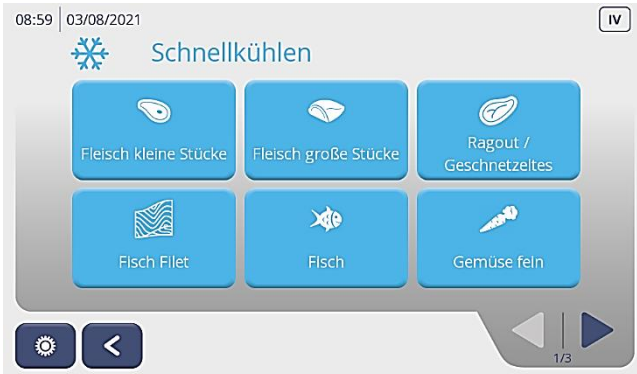 08:59 03/08/2021
IV
Schnellkühlen
Fleisch kleine Stücke
Fleisch große Stücke
Ragout /
Geschnetzeltes
Fisch Filet
Fisch
Gemüse fein
1/3